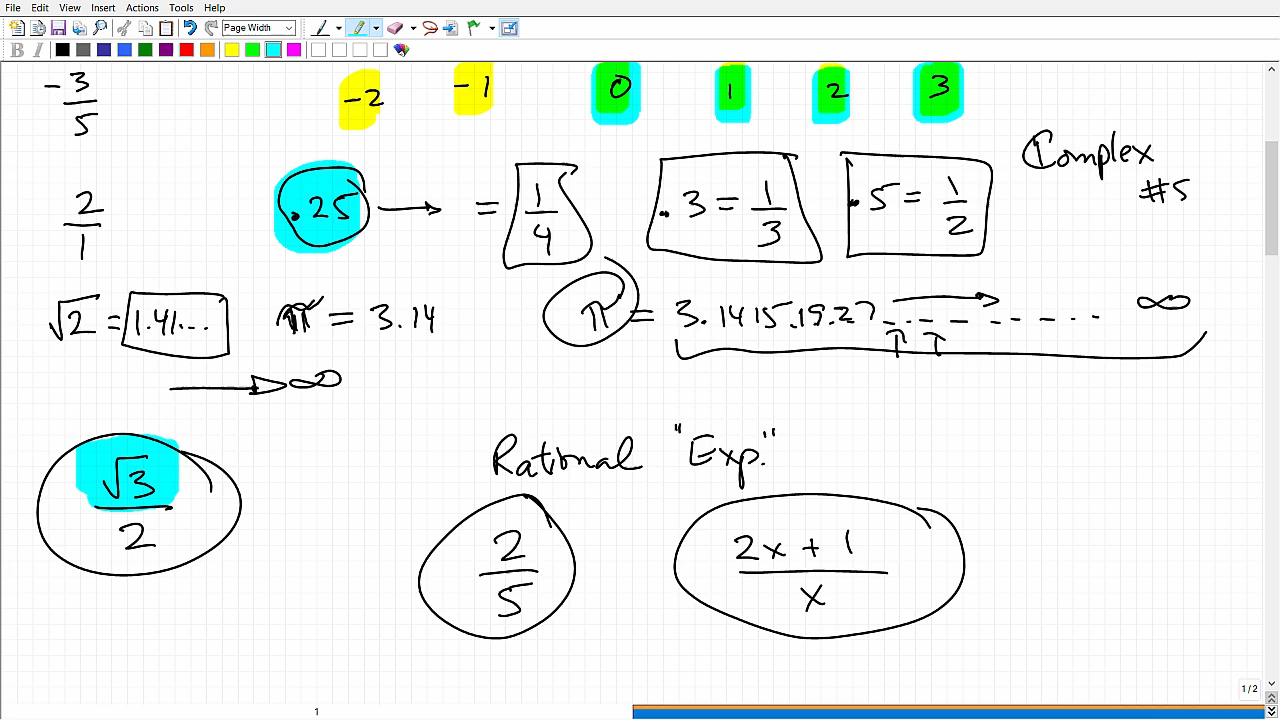 File Edit View Insert Actions Tools Help
Page Width
B I
-3/5 -2 -1 0 1 2 3
Complex
#5
2/1 .25 → = 1/4 .3 = 1/3 .5 = 1/2
√2 = 1.41... π = 3.14 π = 3.1415.19.27 → ∞
→ ∞
Rational "Exp."
√3/2 2/5 2x + 1/x
1/2
1